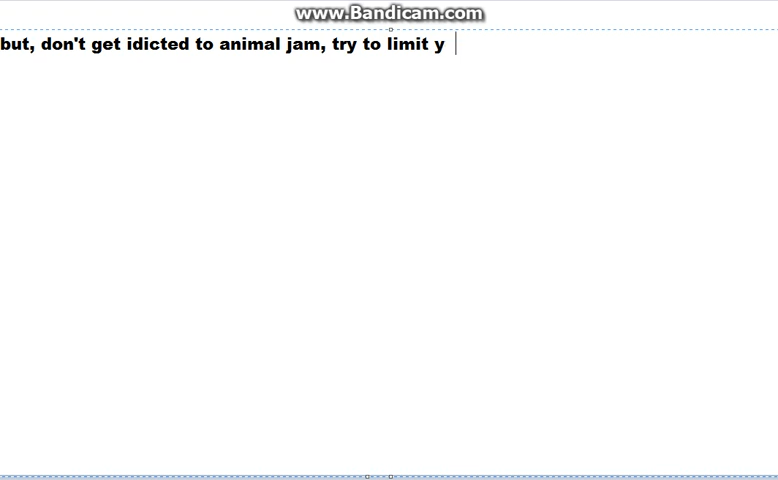 www.Bandicam.com
but, don't get idicted to animal jam, try to limit y